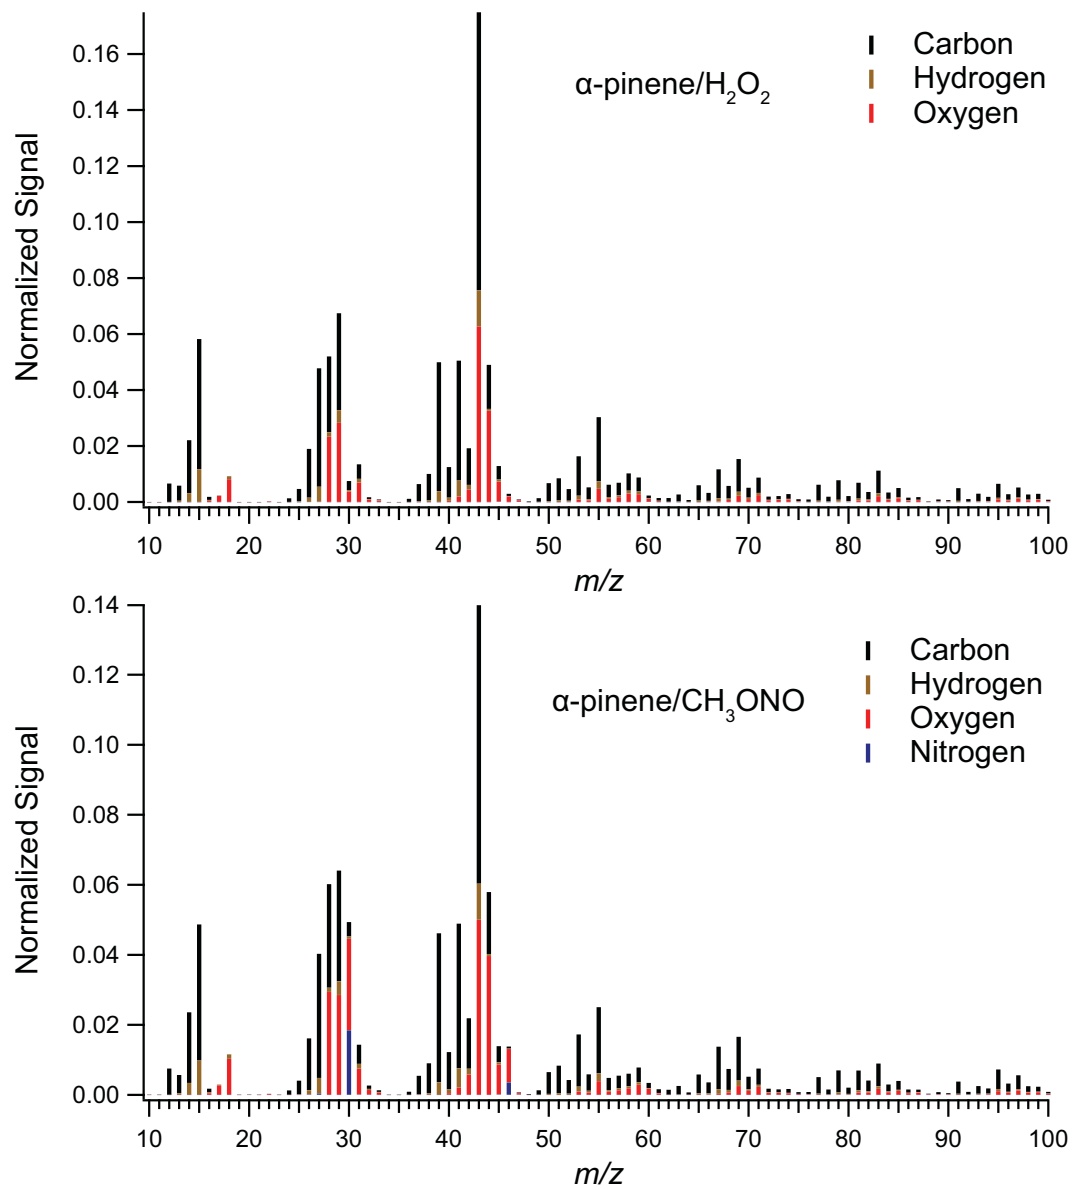 Normalized Signal
0.16
0.14
0.12
0.10
0.08
0.06
0.04
0.02
0.00
α-pinene/H₂O₂
Carbon
Hydrogen
Oxygen
10 20 30 40 50 60 70 80 90 100
m/z
Normalized Signal
0.14
0.12
0.10
0.08
0.06
0.04
0.02
0.00
α-pinene/CH₃ONO
Carbon
Hydrogen
Oxygen
Nitrogen
10 20 30 40 50 60 70 80 90 100
m/z